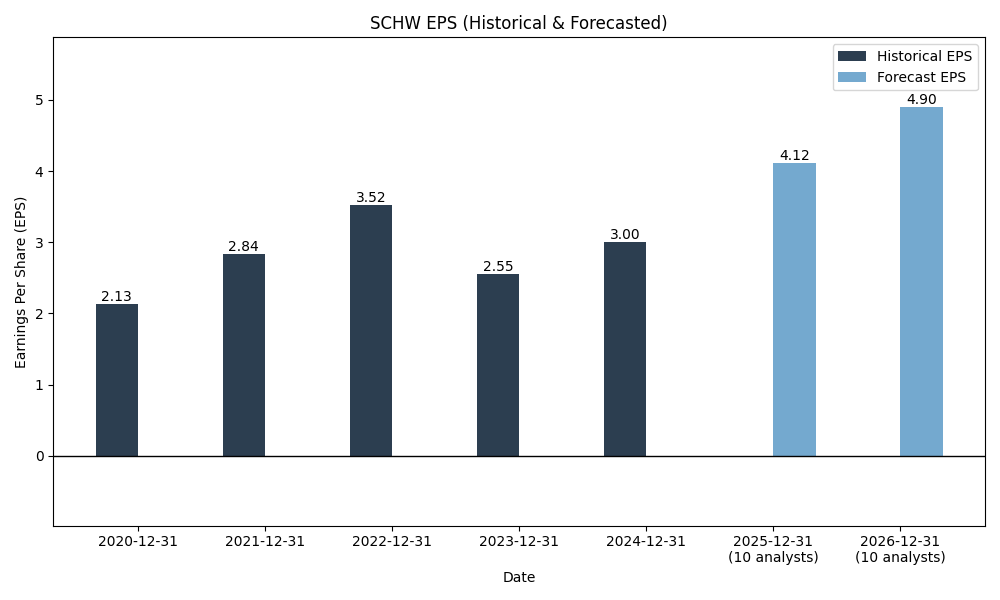 SCHW EPS (Historical & Forecasted)
Historical EPS
Forecast EPS
Earnings Per Share (EPS)
5
4
3
2
1
0
2.13
2.84
3.52
2.55
3.00
4.12
4.90
2020-12-31
2021-12-31
2022-12-31
2023-12-31
2024-12-31
2025-12-31
(10 analysts)
2026-12-31
(10 analysts)
Date